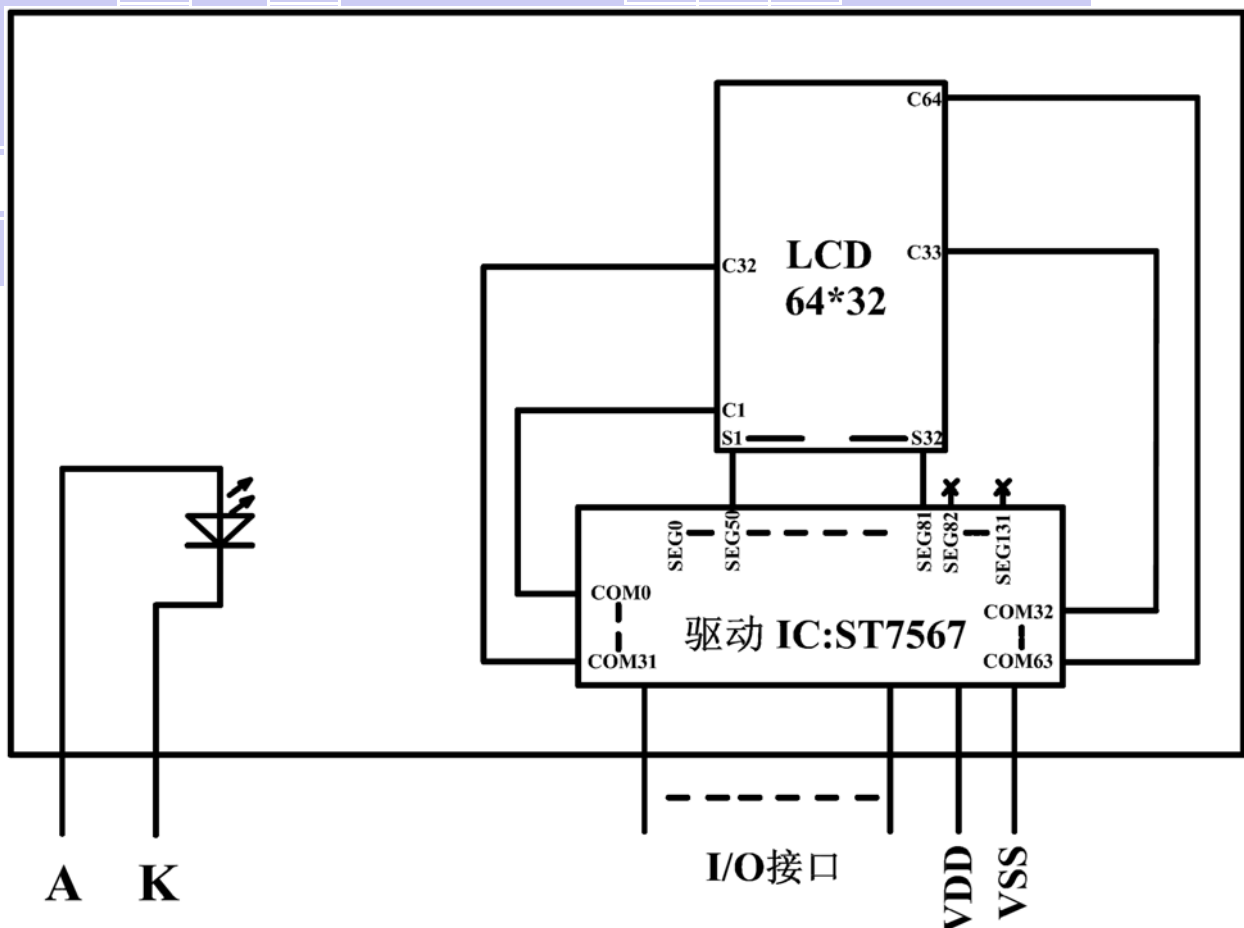 C64
LCD
64*32
C32
C33
C1
S1
S32
SEG0
SEG50
SEG81
SEG82
SEG131
COM0
COM31
驱动 IC:ST7567
COM32
COM63
I/O接口
VDD
VSS
A
K